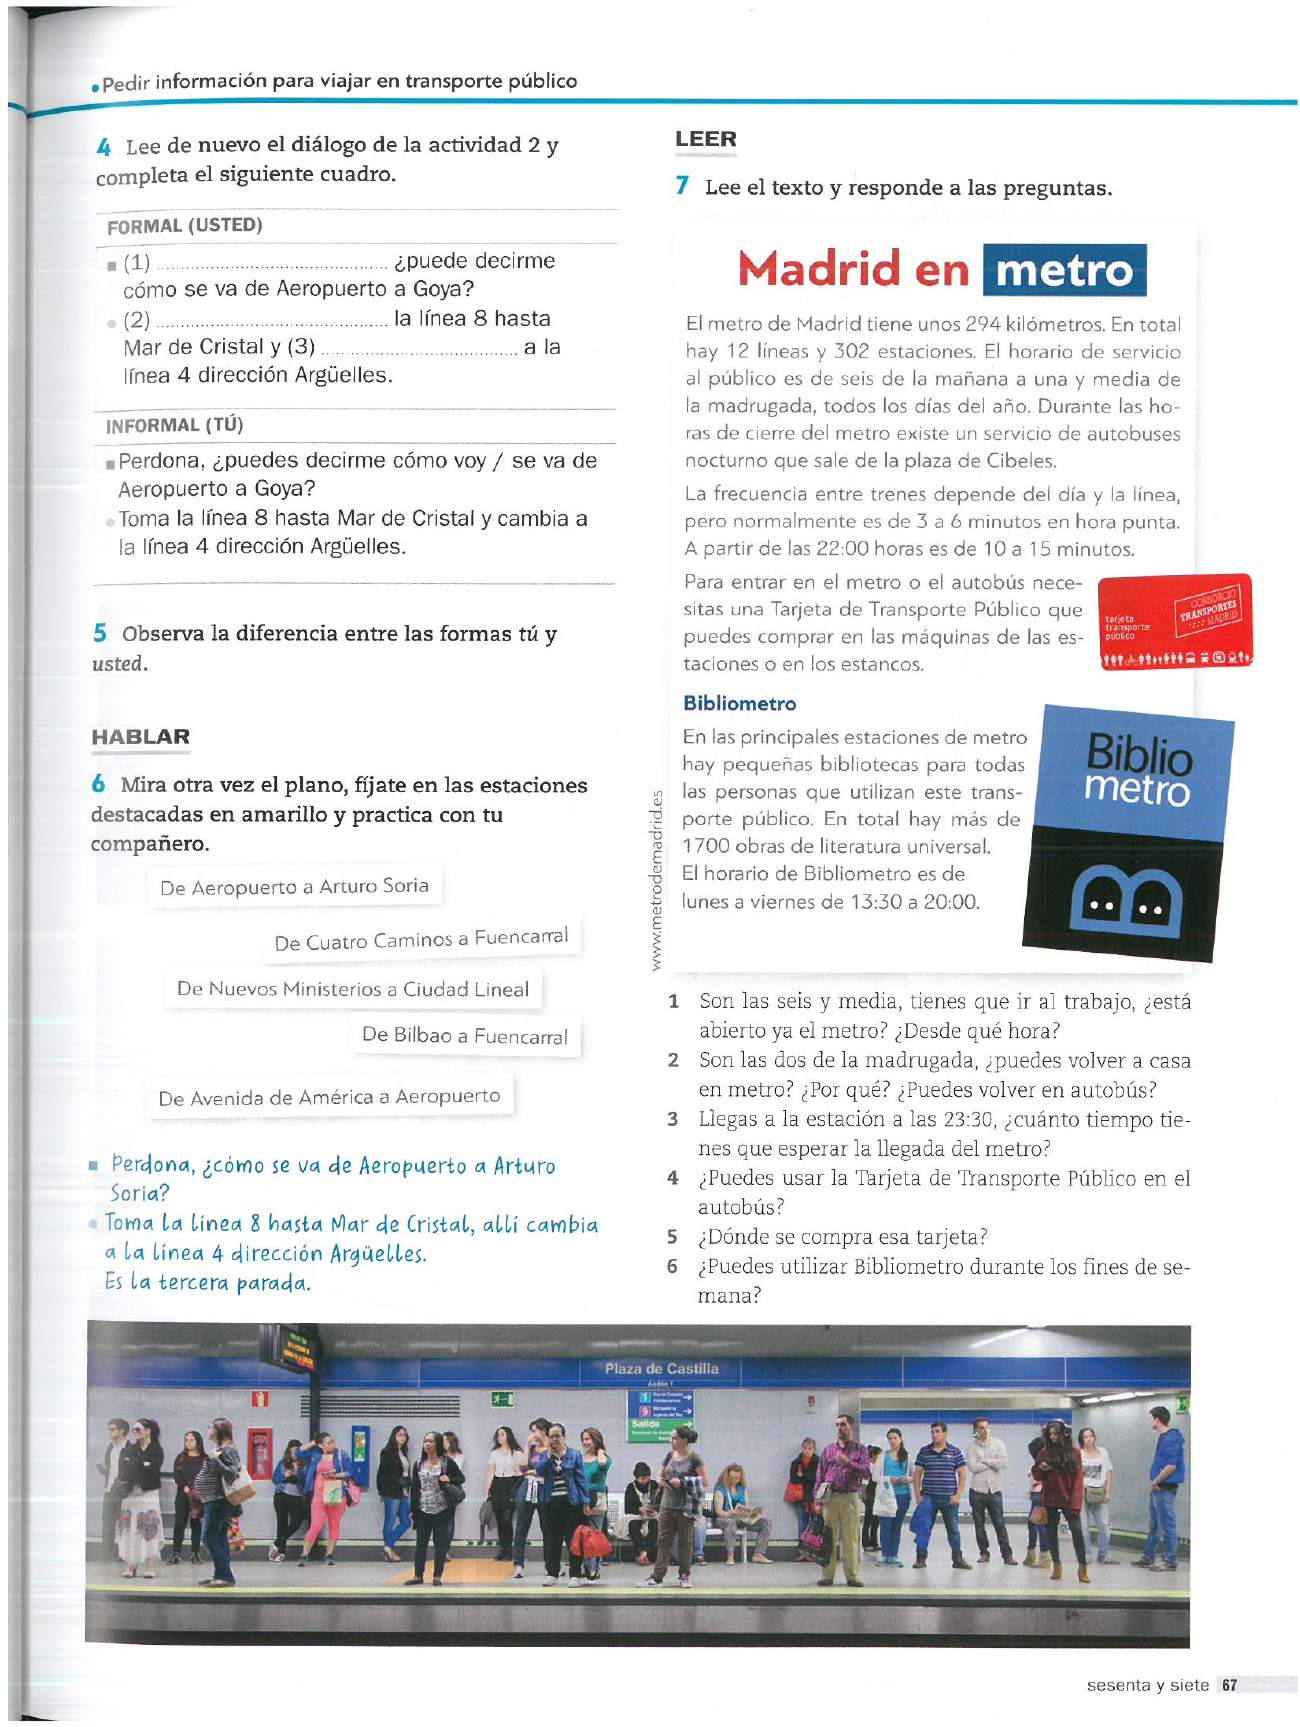 Pedir información para viajar en transporte público
4 Lee de nuevo el diálogo de la actividad 2 y
completa el siguiente cuadro.
FORMAL (USTED)
(1) ............................................ ¿puede decirme
cómo se va de Aeropuerto a Goya?
(2) ............................................ la línea 8 hasta
Mar de Cristal y (3) ..................................... a la
línea 4 dirección Argüelles.
INFORMAL (TÚ)
Perdona, ¿puedes decirme cómo voy / se va de
Aeropuerto a Goya?
Toma la línea 8 hasta Mar de Cristal y cambia a
la línea 4 dirección Argüelles.
5 Observa la diferencia entre las formas tú y
usted.
HABLAR
6 Mira otra vez el plano, fíjate en las estaciones
destacadas en amarillo y practica con tu
compañero.
De Aeropuerto a Arturo Soria
De Cuatro Caminos a Fuencarral
De Nuevos Ministerios a Ciudad Lineal
De Bilbao a Fuencarral
De Avenida de América a Aeropuerto
Perdona, ¿cómo se va de Aeropuerto a Arturo
Soria?
Toma la línea 8 hasta Mar de Cristal, allí cambia
a la línea 4 dirección Argüelles.
Es la tercera parada.
LEER
7 Lee el texto y responde a las preguntas.
Madrid en metro
El metro de Madrid tiene unos 294 kilómetros. En total
hay 12 líneas y 302 estaciones. El horario de servicio
al público es de seis de la mañana a una y media de
la madrugada, todos los días del año. Durante las ho-
ras de cierre del metro existe un servicio de autobuses
nocturno que sale de la plaza de Cibeles.
La frecuencia entre trenes depende del día y la línea,
pero normalmente es de 3 a 6 minutos en hora punta.
A partir de las 22:00 horas es de 10 a 15 minutos.
Para entrar en el metro o el autobús nece-
sitas una Tarjeta de Transporte Público que
puedes comprar en las máquinas de las es-
taciones o en los estancos.
tarjeta
transporte
público
CONSORCIO
TRANSPORTES
MADRID
Bibliometro
En las principales estaciones de metro
hay pequeñas bibliotecas para todas
las personas que utilizan este trans-
porte público. En total hay más de
1700 obras de literatura universal.
El horario de Bibliometro es de
lunes a viernes de 13:30 a 20:00.
Biblio
metro
www.metrodemadrid.es
1 Son las seis y media, tienes que ir al trabajo, ¿está
abierto ya el metro? ¿Desde qué hora?
2 Son las dos de la madrugada, ¿puedes volver a casa
en metro? ¿Por qué? ¿Puedes volver en autobús?
3 Llegas a la estación a las 23:30, ¿cuánto tiempo tie-
nes que esperar la llegada del metro?
4 ¿Puedes usar la Tarjeta de Transporte Público en el
autobús?
5 ¿Dónde se compra esa tarjeta?
6 ¿Puedes utilizar Bibliometro durante los fines de se-
mana?
Plaza de Castilla
Andén 1
1
9
Salida
sesenta y siete 67